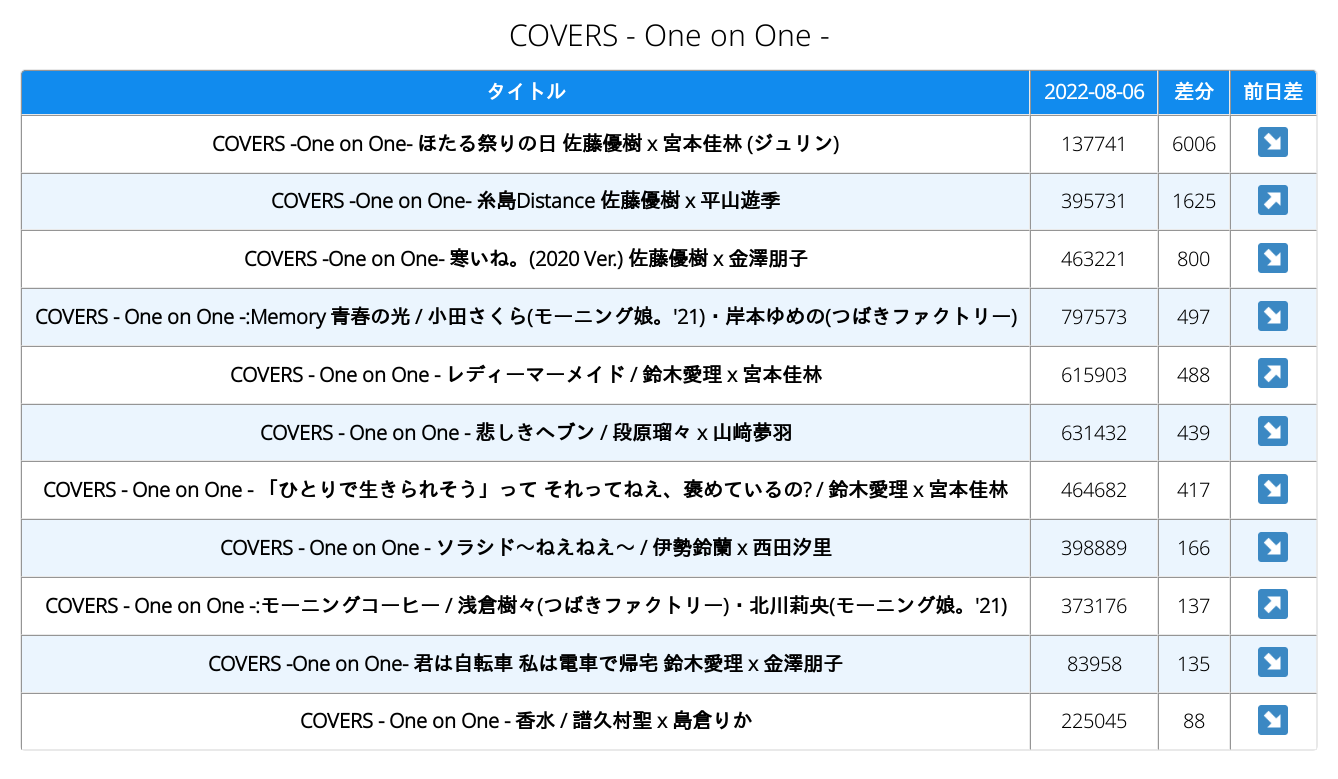 COVERS - One on One -
タイトル 2022-08-06 差分 前日差
COVERS -One on One- ほたる祭りの日 佐藤優樹 x 宮本佳林 (ジュリン) 137741 6006
COVERS -One on One- 糸島Distance 佐藤優樹 x 平山遊季 395731 1625
COVERS -One on One- 寒いね。(2020 Ver.) 佐藤優樹 x 金澤朋子 463221 800
COVERS - One on One -:Memory 青春の光 / 小田さくら(モーニング娘。'21)・岸本ゆめの(つばきファクトリー) 797573 497
COVERS - One on One - レディーマーメイド / 鈴木愛理 x 宮本佳林 615903 488
COVERS - One on One - 悲しきヘブン / 段原瑠々 x 山﨑夢羽 631432 439
COVERS - One on One - 「ひとりで生きられそう」って それってねえ、褒めているの? / 鈴木愛理 x 宮本佳林 464682 417
COVERS - One on One - ソラシド〜ねえねえ〜 / 伊勢鈴蘭 x 西田汐里 398889 166
COVERS - One on One -:モーニングコーヒー / 浅倉樹々(つばきファクトリー)・北川莉央(モーニング娘。'21) 373176 137
COVERS -One on One- 君は自転車 私は電車で帰宅 鈴木愛理 x 金澤朋子 83958 135
COVERS - One on One - 香水 / 譜久村聖 x 島倉りか 225045 88